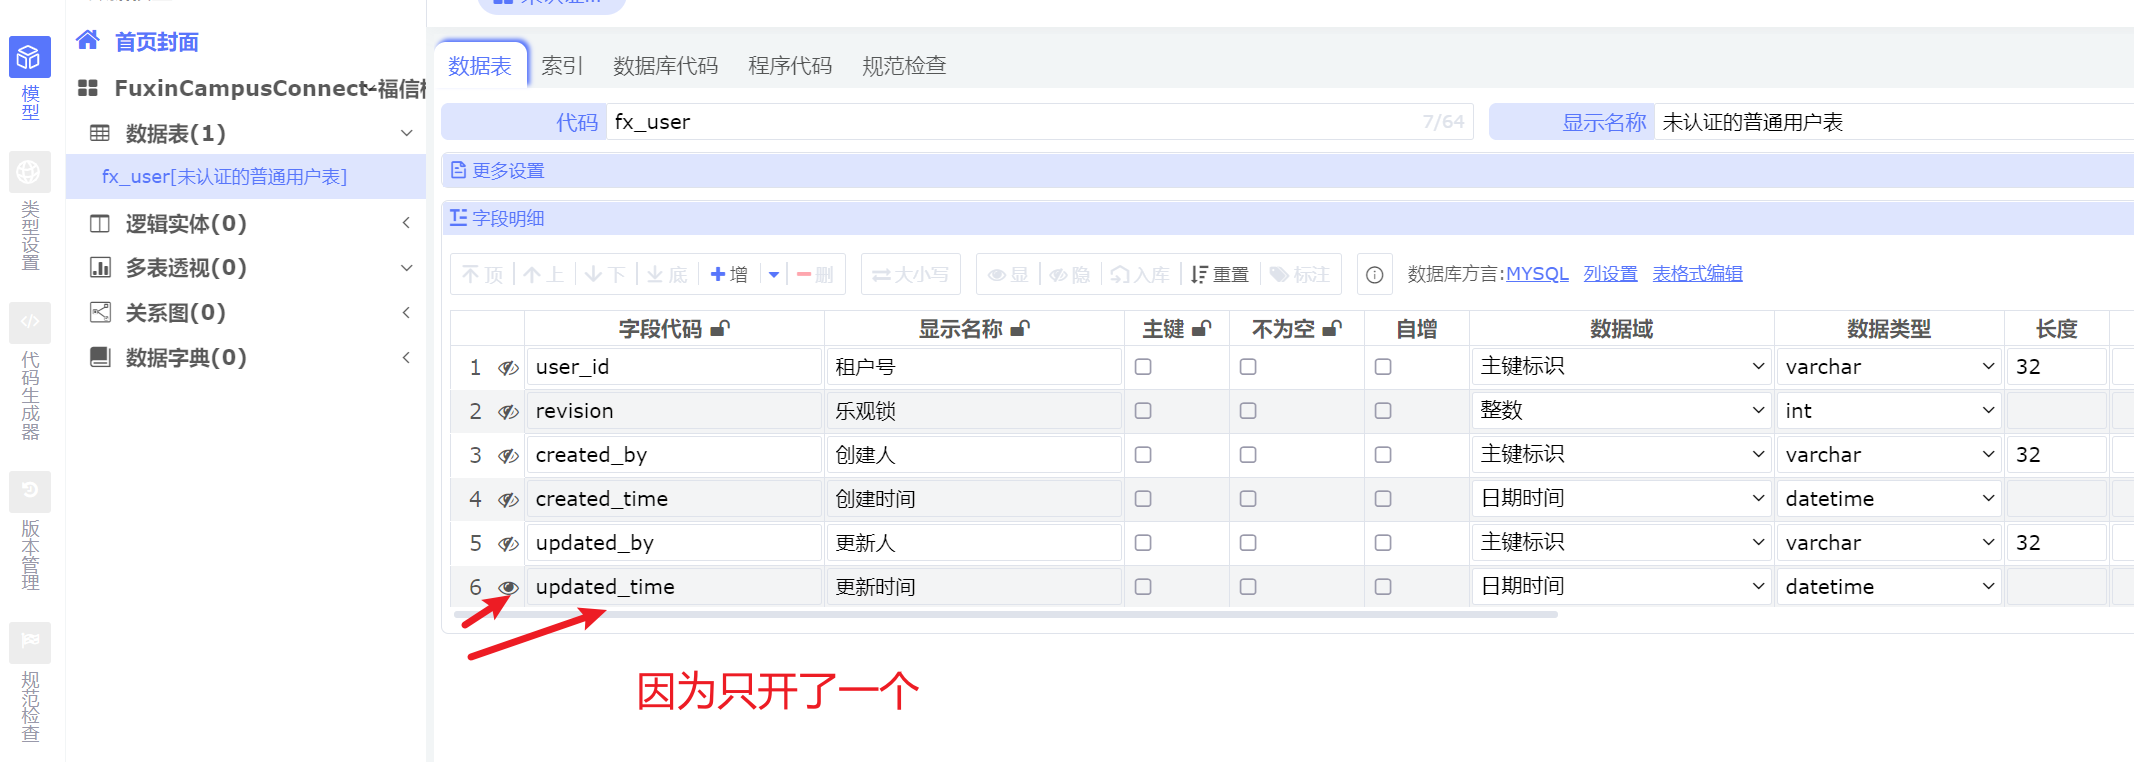 首页封面
FuxinCampusConnect-福信
数据表(1)
fx_user[未认证的普通用户表]
逻辑实体(0)
多表透视(0)
关系图(0)
数据字典(0)
模型
类型设置
代码生成器
版本管理
规范检查
数据表 索引 数据库代码 程序代码 规范检查
代码 fx_user 7/64 显示名称 未认证的普通用户表
更多设置
字段明细
顶 上 下 底 增 删 大小写 显 隐 入库 重置 标注 数据库方言:MYSQL 列设置 表格式编辑
字段代码 显示名称 主键 不为空 自增 数据域 数据类型 长度
1 user_id 租户号 主键标识 varchar 32
2 revision 乐观锁 整数 int
3 created_by 创建人 主键标识 varchar 32
4 created_time 创建时间 日期时间 datetime
5 updated_by 更新人 主键标识 varchar 32
6 updated_time 更新时间 日期时间 datetime
因为只开了一个